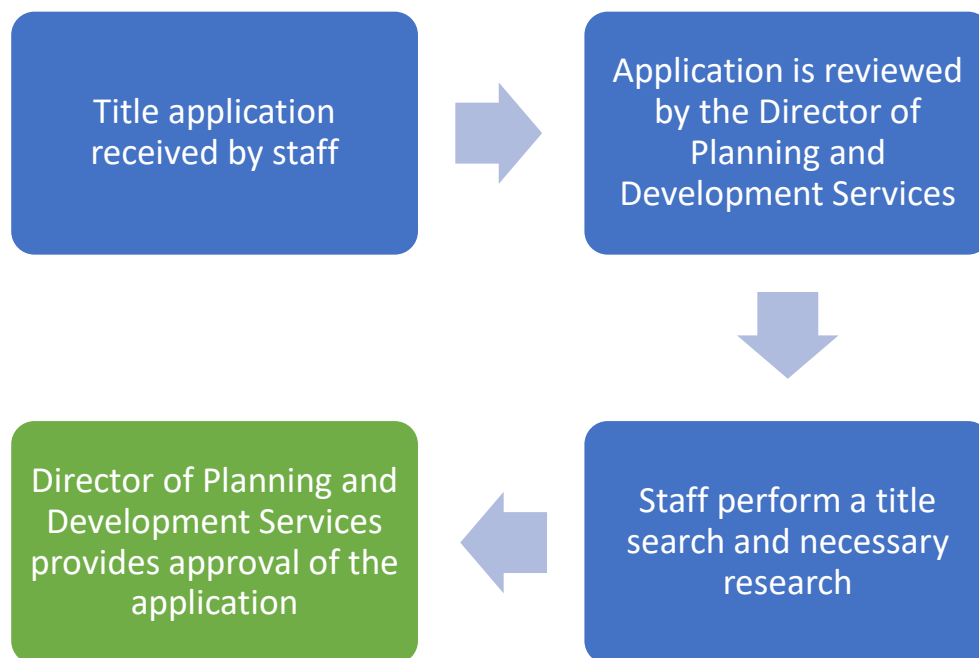 Title application
received by staff
Application is reviewed
by the Director of
Planning and
Development Services
Staff perform a title
search and necessary
research
Director of Planning and
Development Services
provides approval of the
application